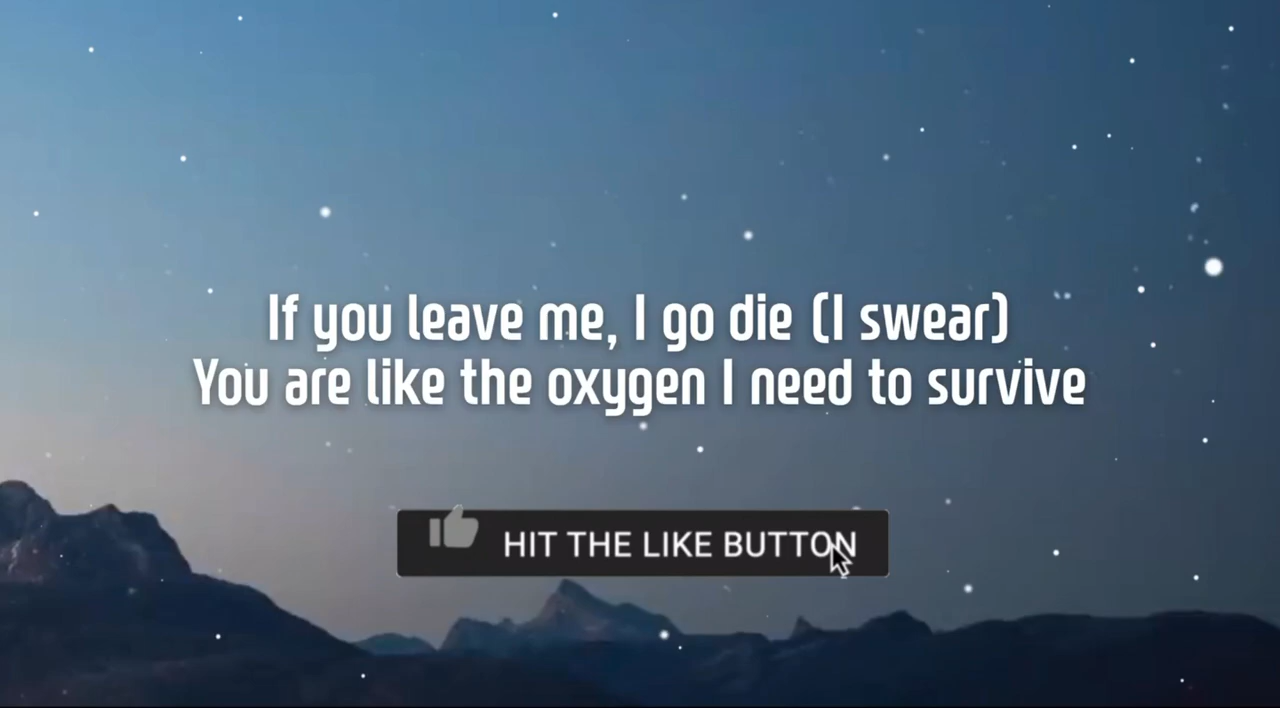 If you leave me, I go die (I swear)
You are like the oxygen I need to survive
HIT THE LIKE BUTTON